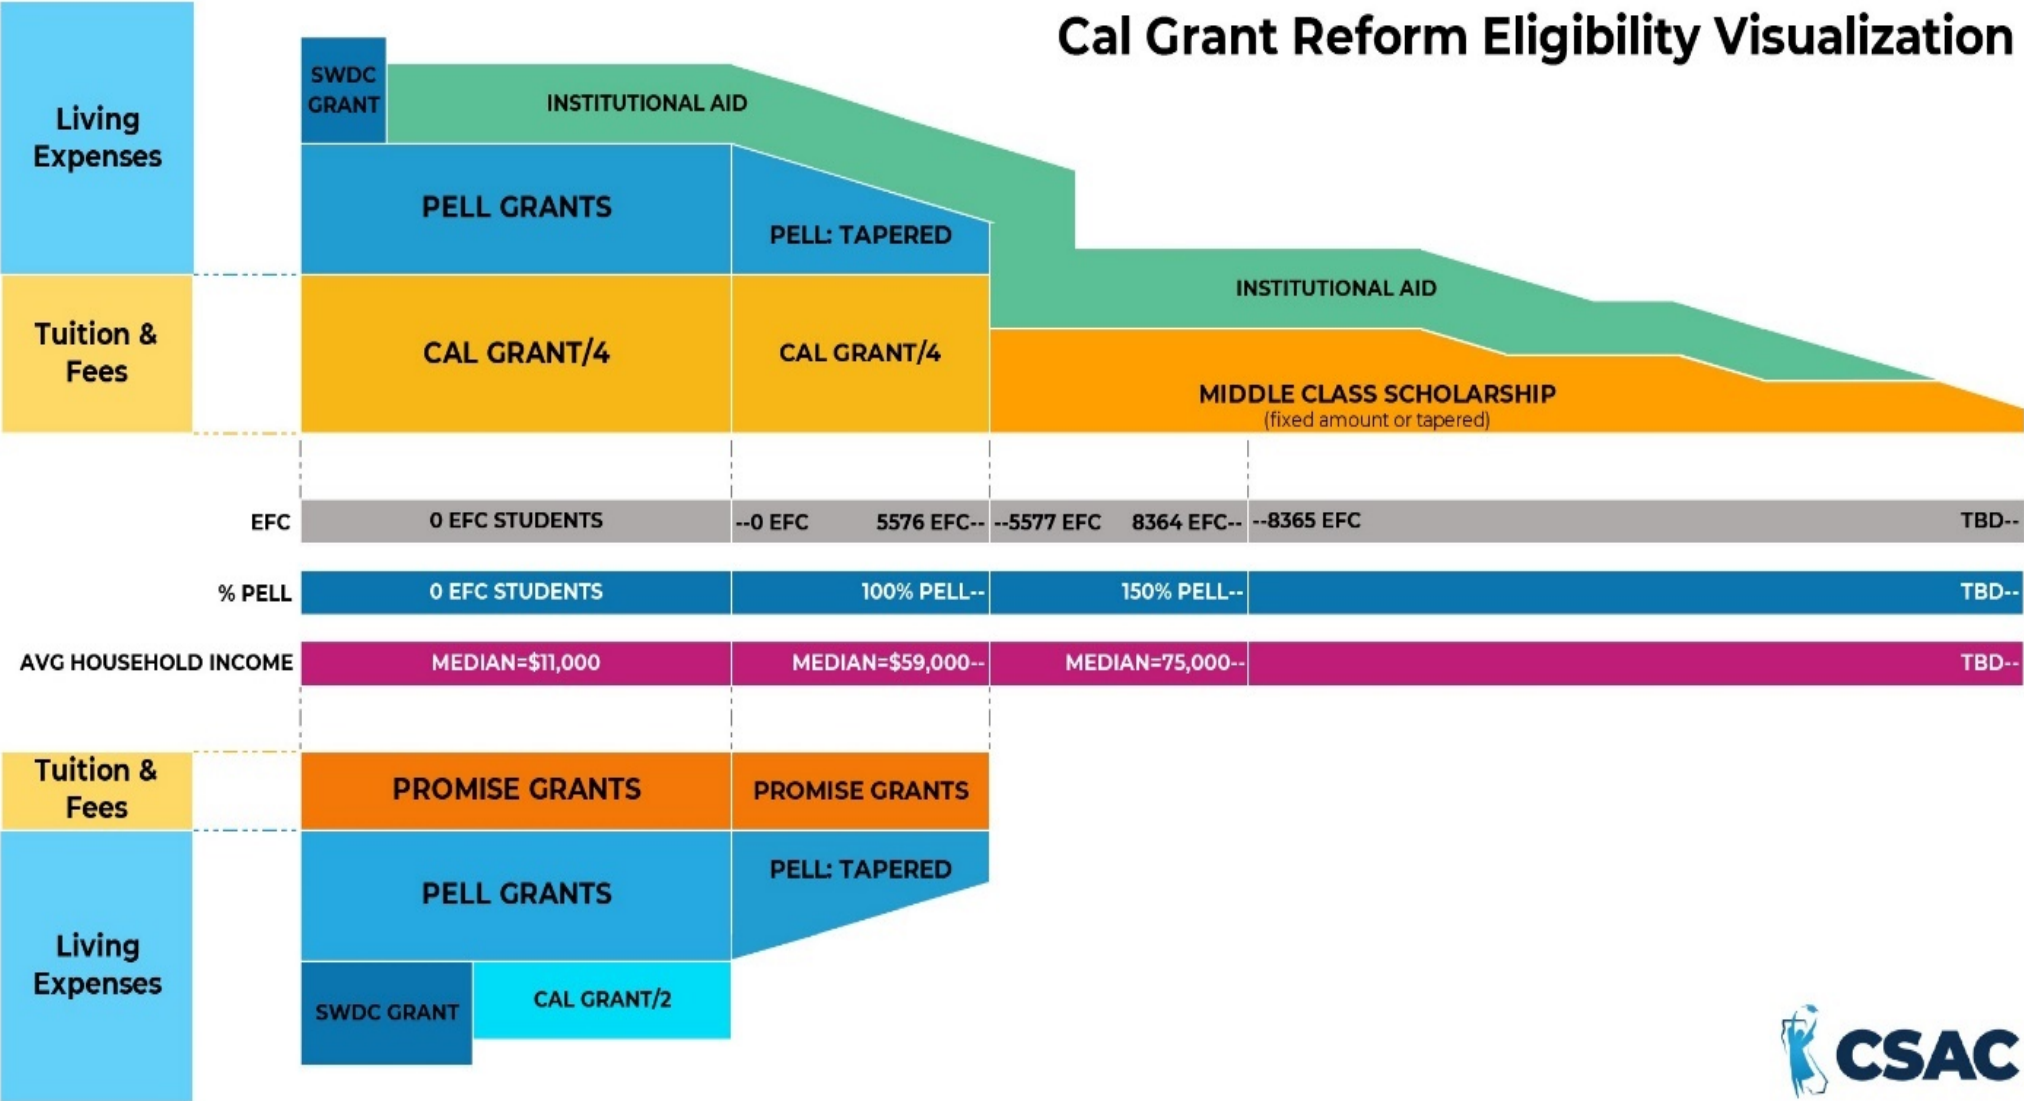 Cal Grant Reform Eligibility Visualization
Living
Expenses
SWDC
GRANT
INSTITUTIONAL AID
PELL GRANTS
PELL: TAPERED
INSTITUTIONAL AID
Tuition &
Fees
CAL GRANT/4
CAL GRANT/4
MIDDLE CLASS SCHOLARSHIP
(fixed amount or tapered)
EFC
0 EFC STUDENTS
--0 EFC
5576 EFC--
--5577 EFC
8364 EFC--
--8365 EFC
TBD--
% PELL
0 EFC STUDENTS
100% PELL--
150% PELL--
TBD--
AVG HOUSEHOLD INCOME
MEDIAN=$11,000
MEDIAN=$59,000--
MEDIAN=75,000--
TBD--
Tuition &
Fees
PROMISE GRANTS
PROMISE GRANTS
Living
Expenses
PELL GRANTS
PELL: TAPERED
SWDC GRANT
CAL GRANT/2
CSAC